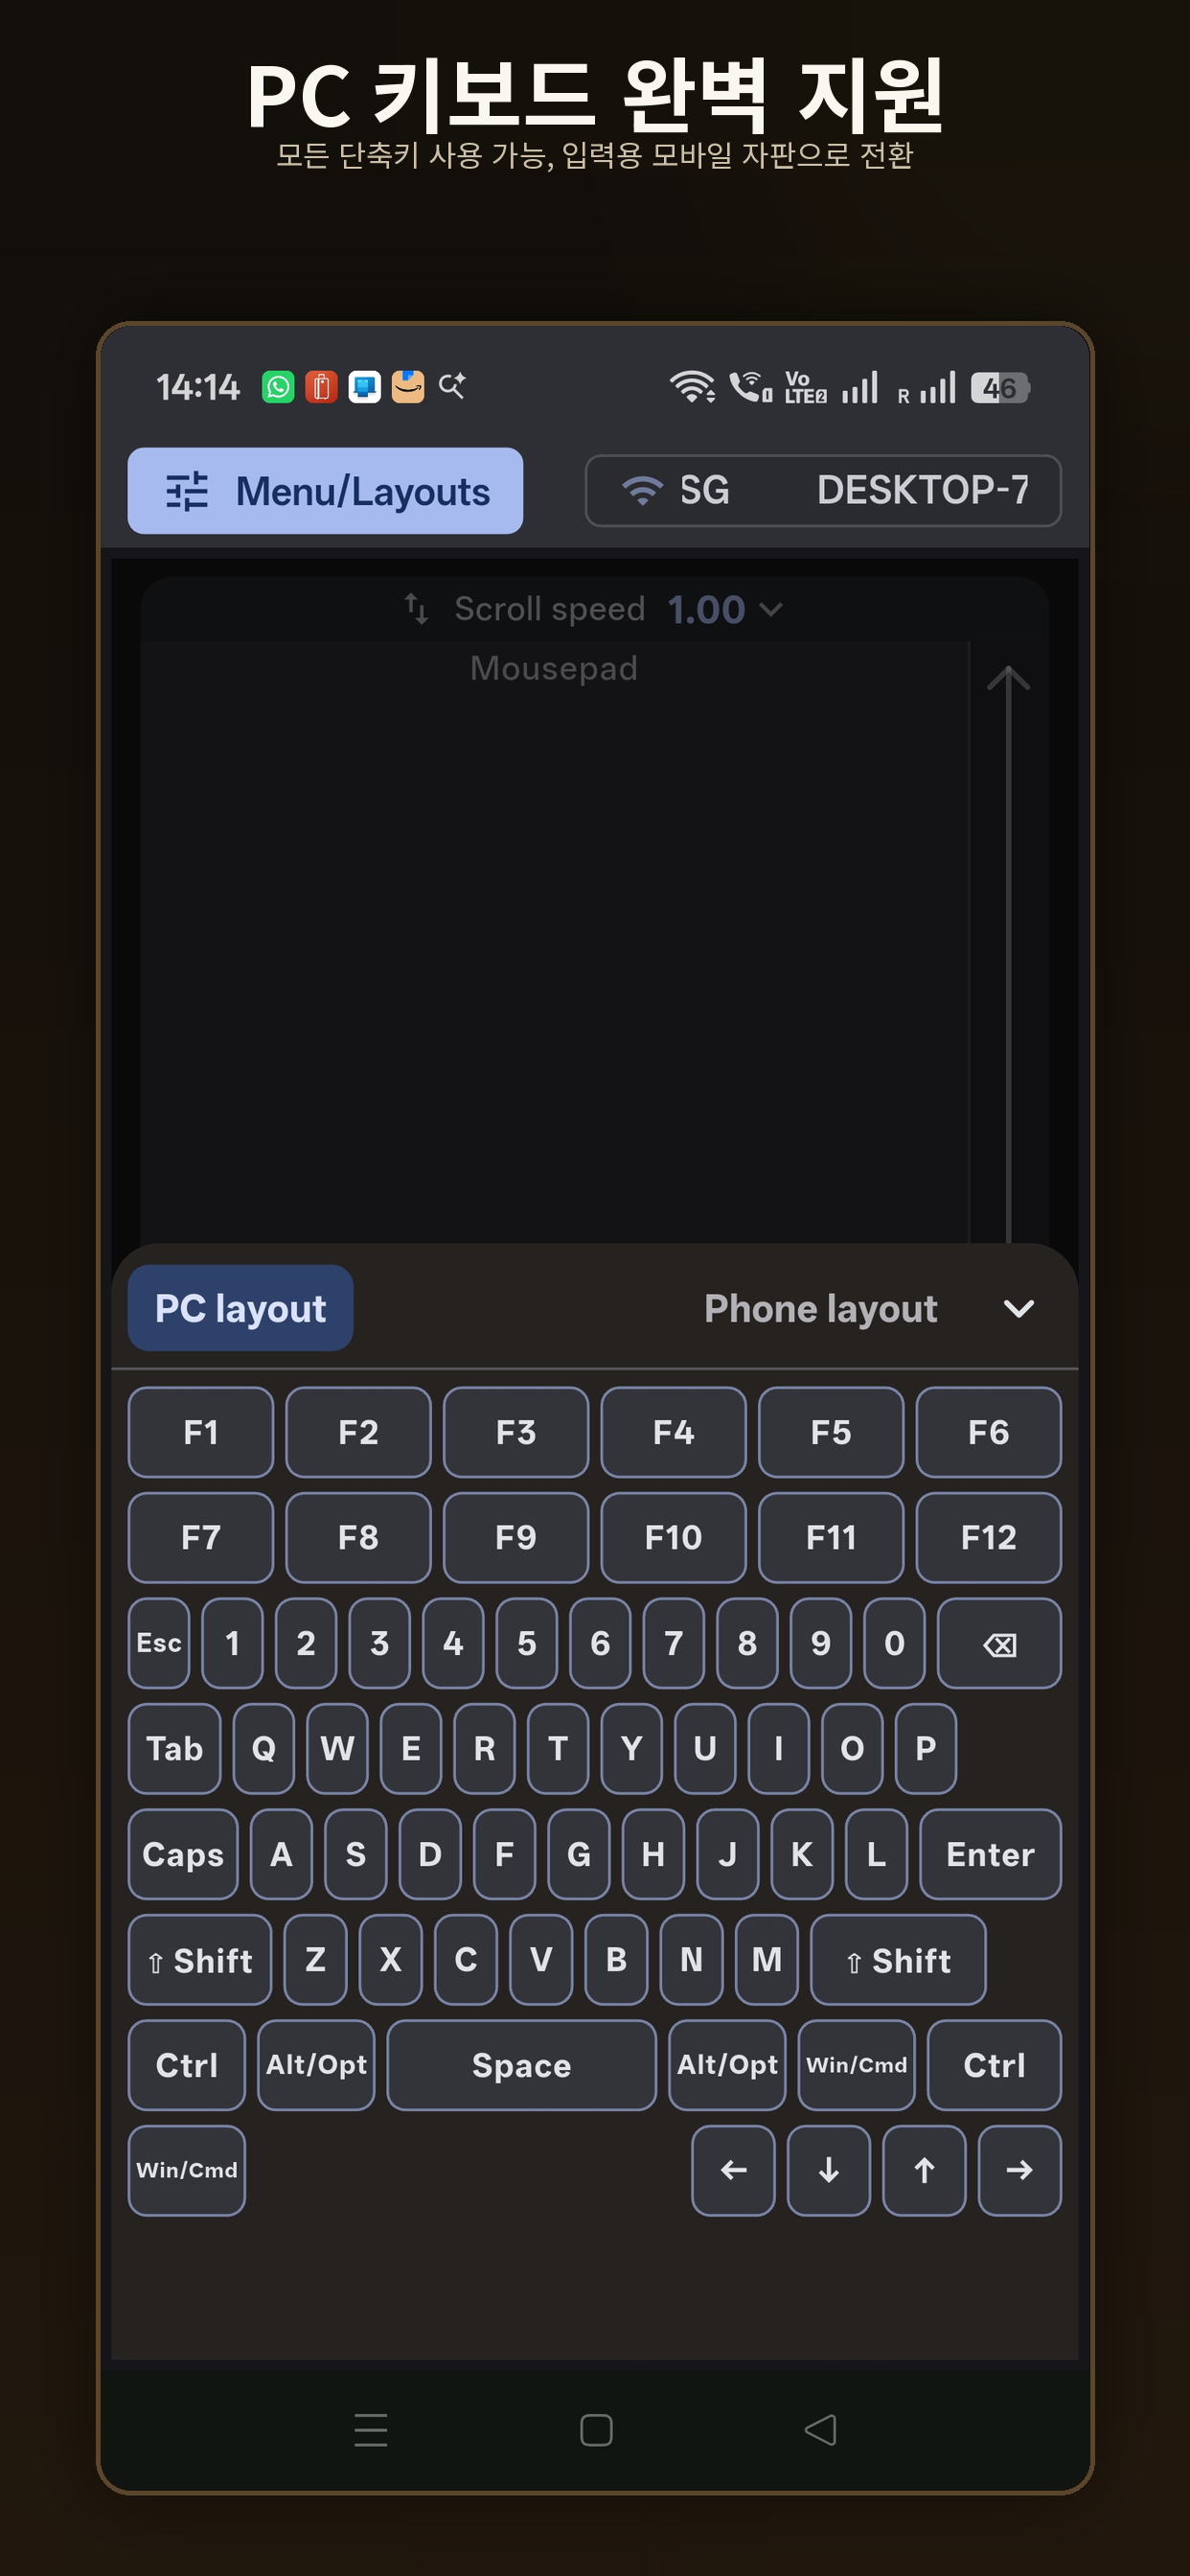 PC 키보드 완벽 지원
모든 단축키 사용 가능, 입력용 모바일 자판으로 전환
14:14 Vo LTE2 R 46
Menu/Layouts SG DESKTOP-7
Scroll speed 1.00
Mousepad
PC layout Phone layout
F1 F2 F3 F4 F5 F6
F7 F8 F9 F10 F11 F12
Esc 1 2 3 4 5 6 7 8 9 0
Tab Q W E R T Y U I O P
Caps A S D F G H J K L Enter
⇧ Shift Z X C V B N M ⇧ Shift
Ctrl Alt/Opt Space Alt/Opt Win/Cmd Ctrl
Win/Cmd ← ↓ ↑ →